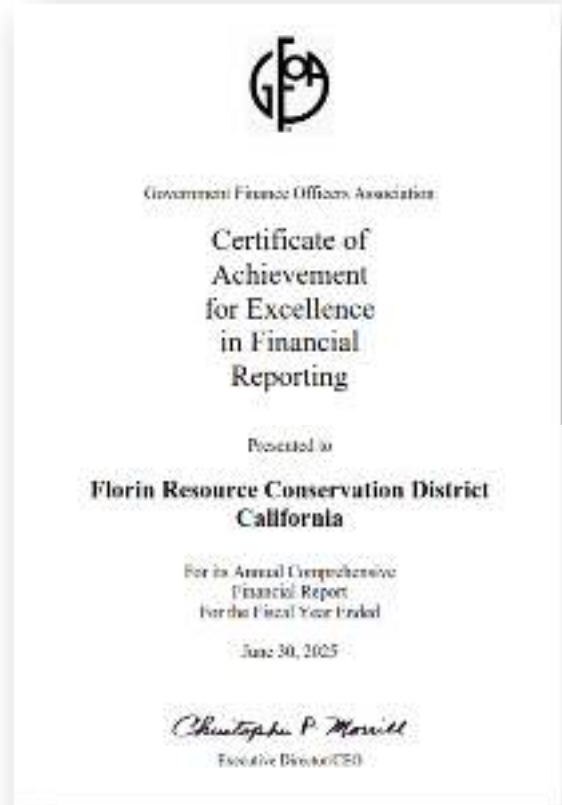 GFOA
Government Finance Officers Association
Certificate of
Achievement
for Excellence
in Financial
Reporting
Presented to
Florin Resource Conservation District
California
For its Annual Comprehensive
Financial Report
For the Fiscal Year Ended
June 30, 2025
Christopher P. Morrill
Executive Director/CEO